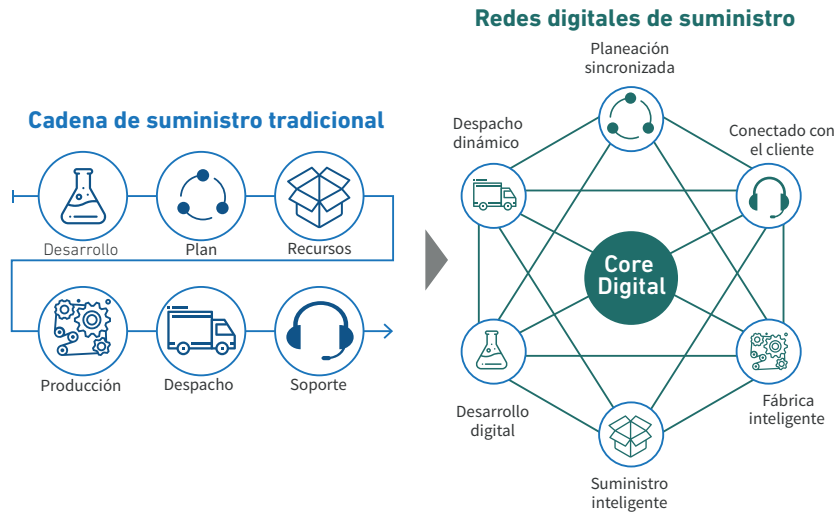 Redes digitales de suministro
Planeación
sincronizada
Cadena de suministro tradicional
Despacho
dinámico
Conectado con
el cliente
Desarrollo
Plan
Recursos
Core
Digital
Producción
Despacho
Soporte
Desarrollo
digital
Fábrica
inteligente
Suministro
inteligente